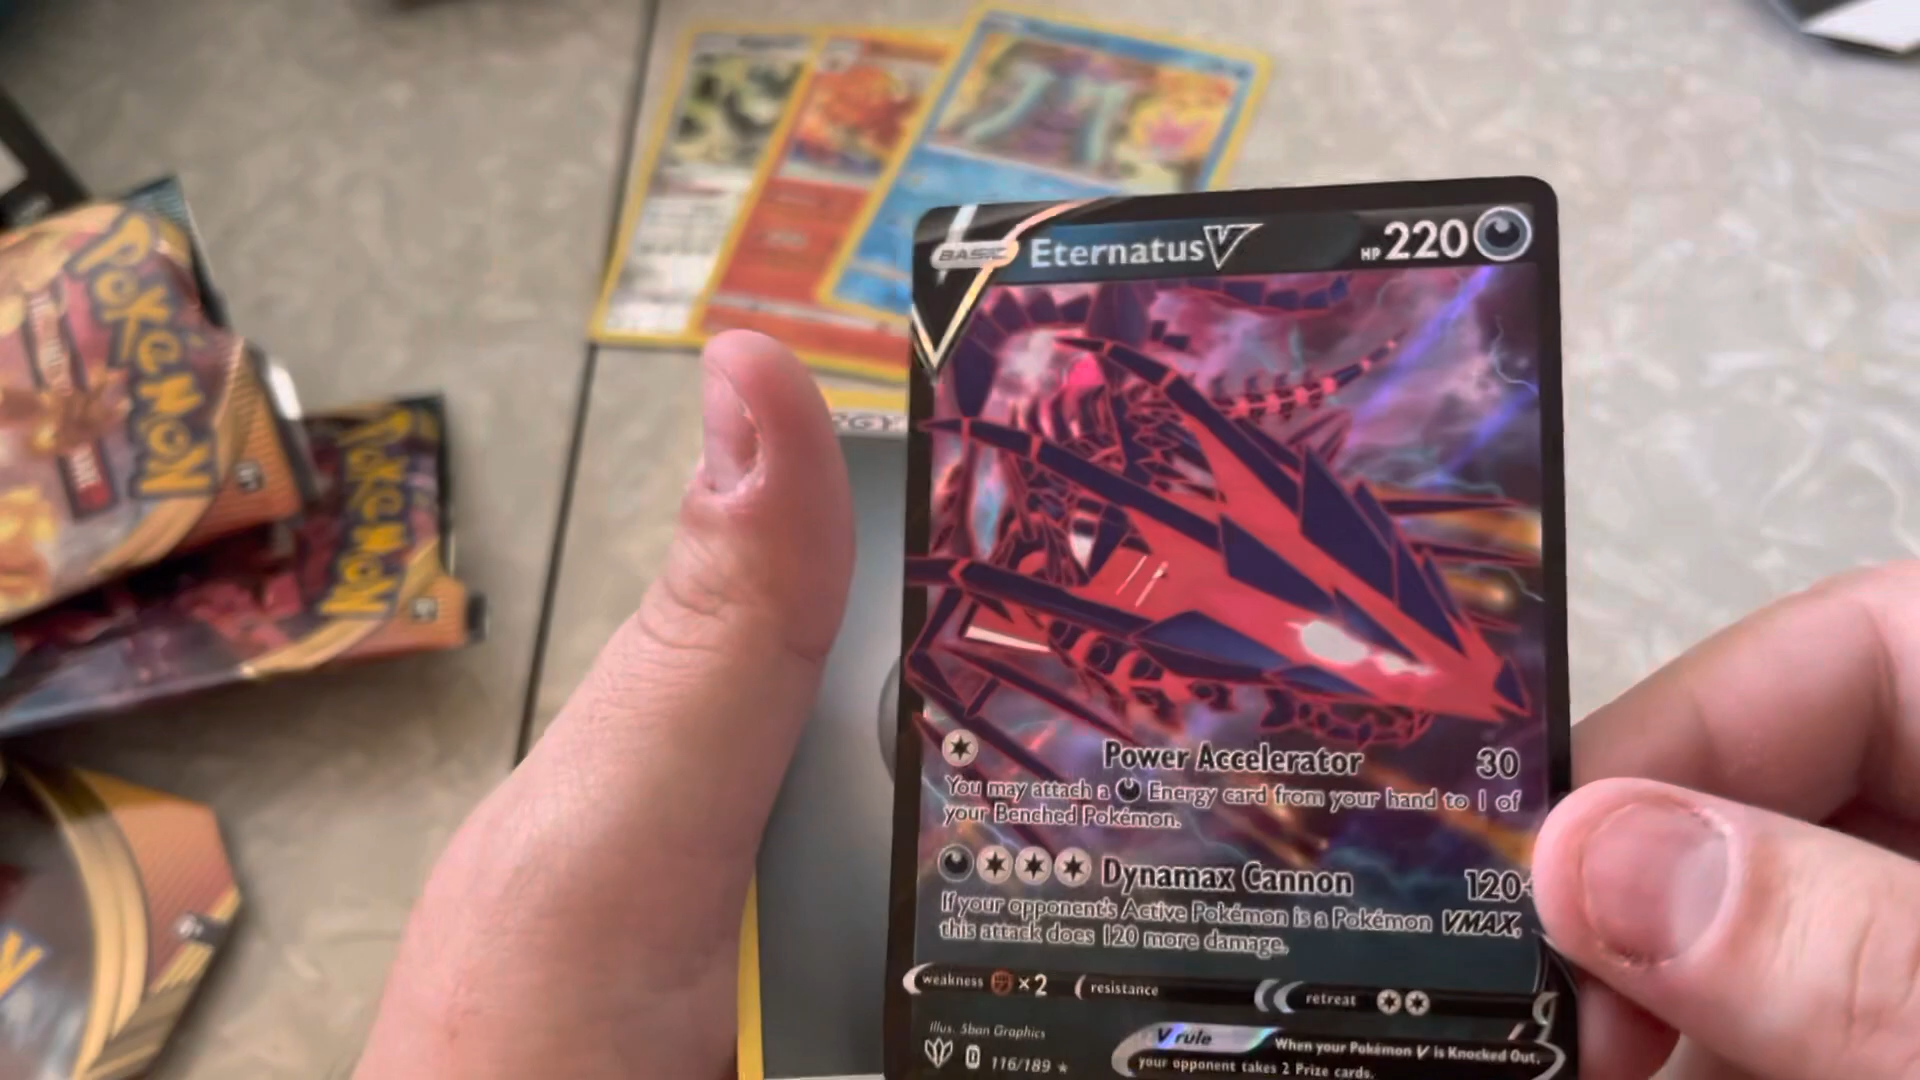 POKéMON
POKéMON
BASIC
Eternatus V
HP 220
Power Accelerator 30
You may attach a Energy card from your hand to 1 of
your Benched Pokémon.
Dynamax Cannon 120+
If your opponent's Active Pokémon is a Pokémon VMAX,
this attack does 120 more damage.
weakness ×2 resistance retreat
Illus. 5ban Graphics
V rule When your Pokémon V is Knocked Out,
your opponent takes 2 Prize cards.
D 116/189 ★